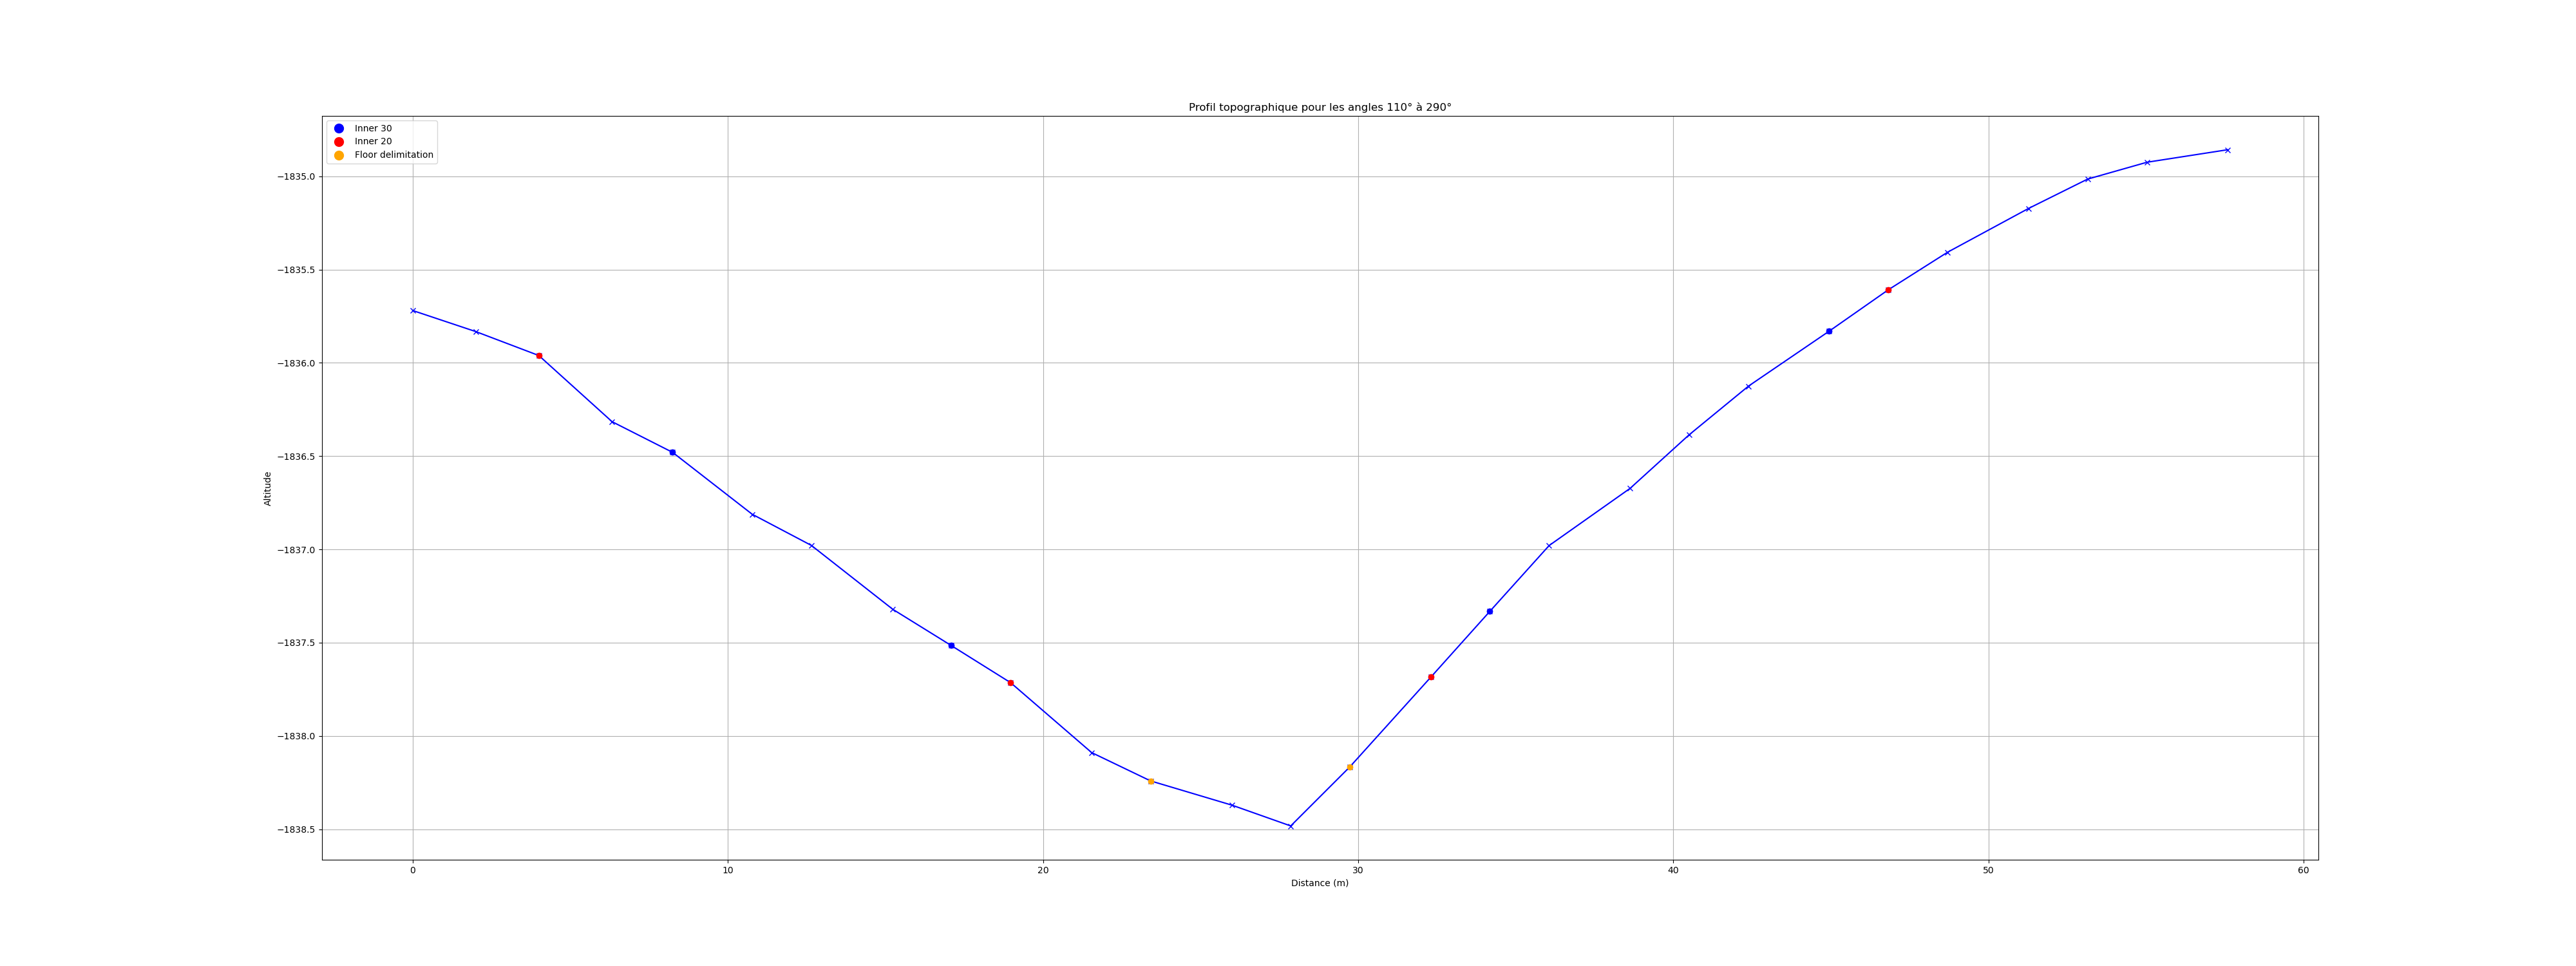 Profil topographique pour les angles 110° à 290°
Inner 30
Inner 20
Floor delimitation
−1835.0
−1835.5
−1836.0
−1836.5
−1837.0
−1837.5
−1838.0
−1838.5
Altitude
0 10 20 30 40 50 60
Distance (m)